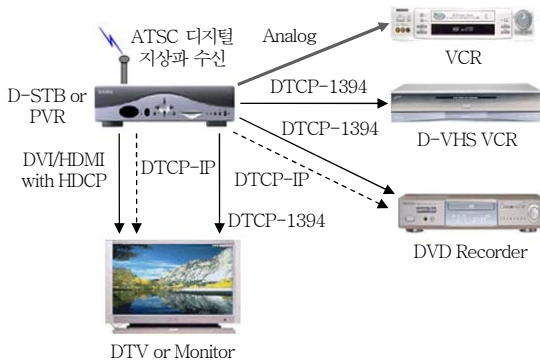 ATSC 디지털
지상파 수신
Analog
VCR
D-STB or
PVR
DTCP-1394
DTCP-1394
D-VHS VCR
DVI/HDMI
with HDCP
DTCP-IP
DTCP-IP
DTCP-1394
DVD Recorder
DTV or Monitor